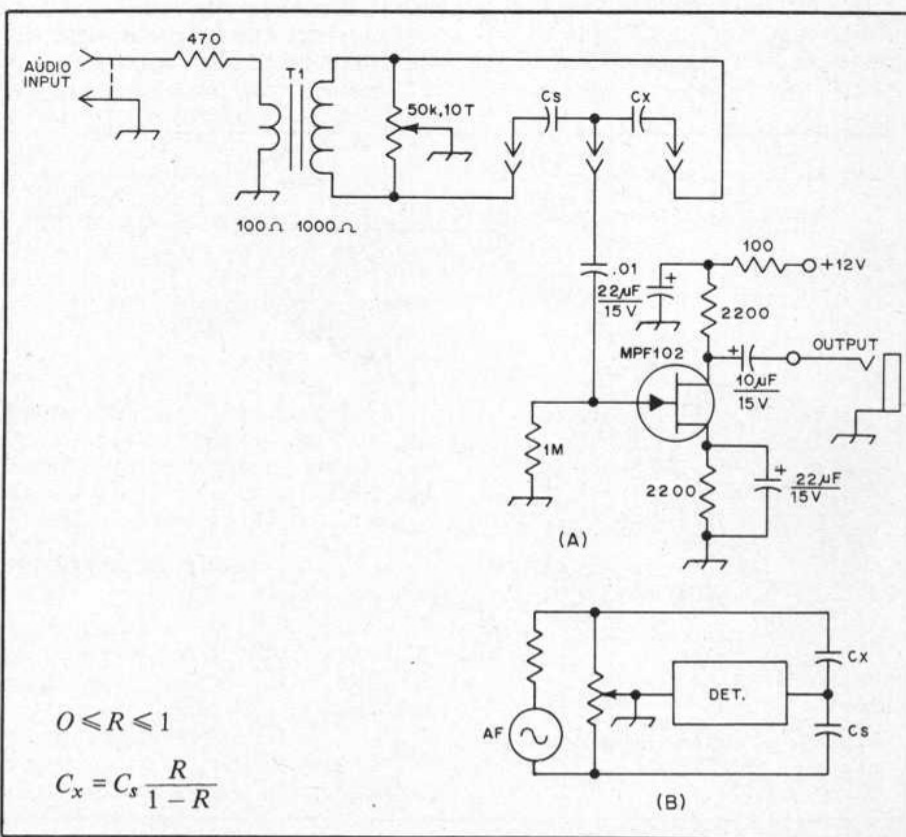 470
AUDIO
INPUT
T1
50k, 10T
Cs
Cx
100Ω 1000Ω
.01
22µF
15V
100
+12V
2200
MPF102
OUTPUT
10µF
15V
1M
2200
22µF
15V
(A)
AF
DET.
Cx
Cs
(B)
O ≤ R ≤ 1
Cx = Cs R / 1 − R